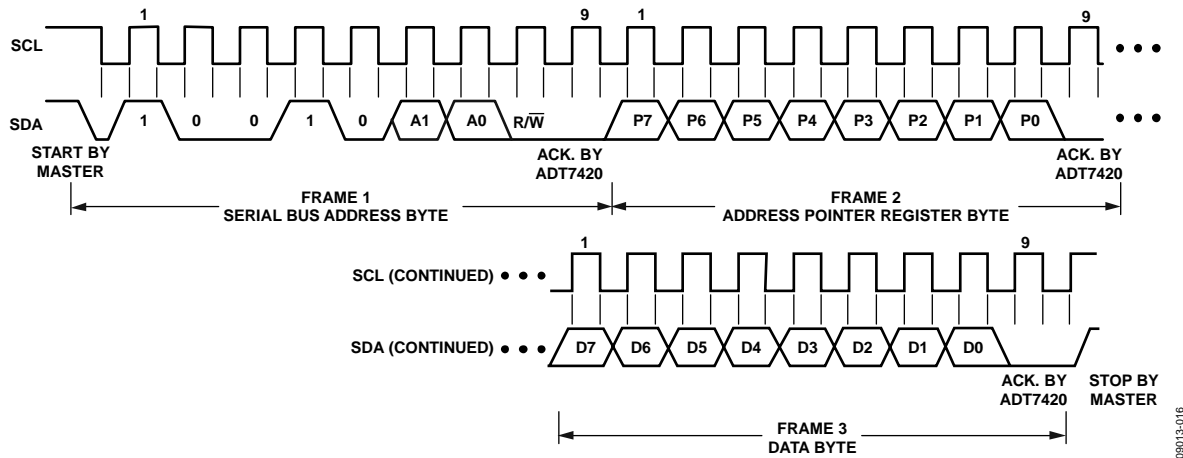 1 9 1 9
SCL
SDA 1 0 0 1 0 A1 A0 R/W̅ P7 P6 P5 P4 P3 P2 P1 P0
START BY
MASTER
ACK. BY
ADT7420
ACK. BY
ADT7420
FRAME 1
SERIAL BUS ADDRESS BYTE
FRAME 2
ADDRESS POINTER REGISTER BYTE
1 9
SCL (CONTINUED)
SDA (CONTINUED) D7 D6 D5 D4 D3 D2 D1 D0
ACK. BY
ADT7420
STOP BY
MASTER
FRAME 3
DATA BYTE
09013-016